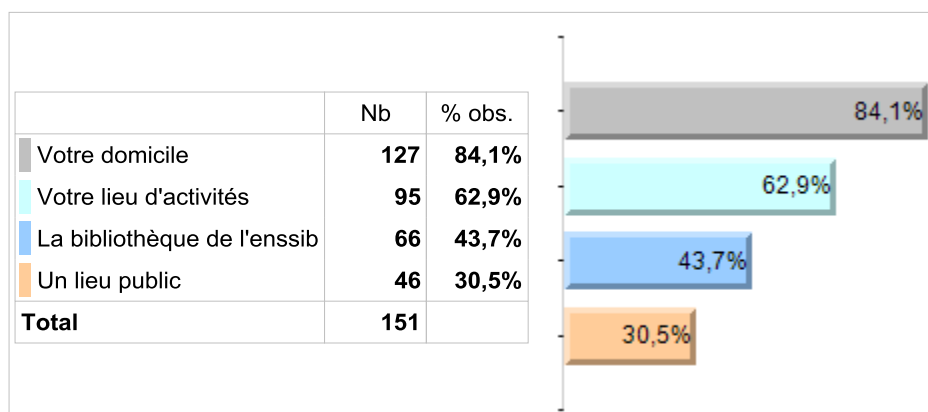 Nb % obs.
Votre domicile 127 84,1%
Votre lieu d'activités 95 62,9%
La bibliothèque de l'enssib 66 43,7%
Un lieu public 46 30,5%
Total 151
84,1%
62,9%
43,7%
30,5%